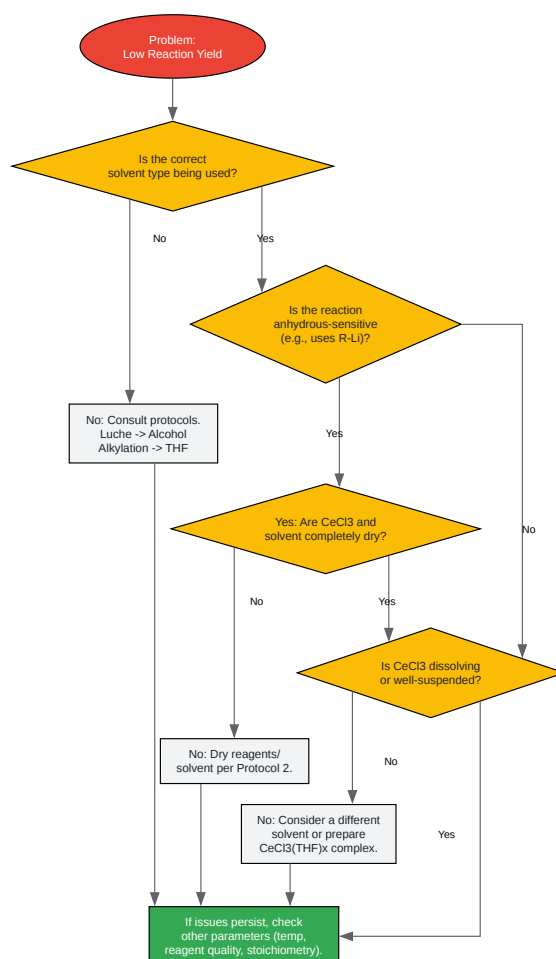 Problem:
Low Reaction Yield
Is the correct
solvent type being used?
No
Yes
Is the reaction
anhydrous-sensitive
(e.g., uses R-Li)?
No: Consult protocols.
Luche -> Alcohol
Alkylation -> THF
Yes
Yes: Are CeCl3 and
solvent completely dry?
No
No
Yes
Is CeCl3 dissolving
or well-suspended?
No: Dry reagents/
solvent per Protocol 2.
No
No: Consider a different
solvent or prepare
CeCl3(THF)x complex.
Yes
If issues persist, check
other parameters (temp,
reagent quality, stoichiometry).